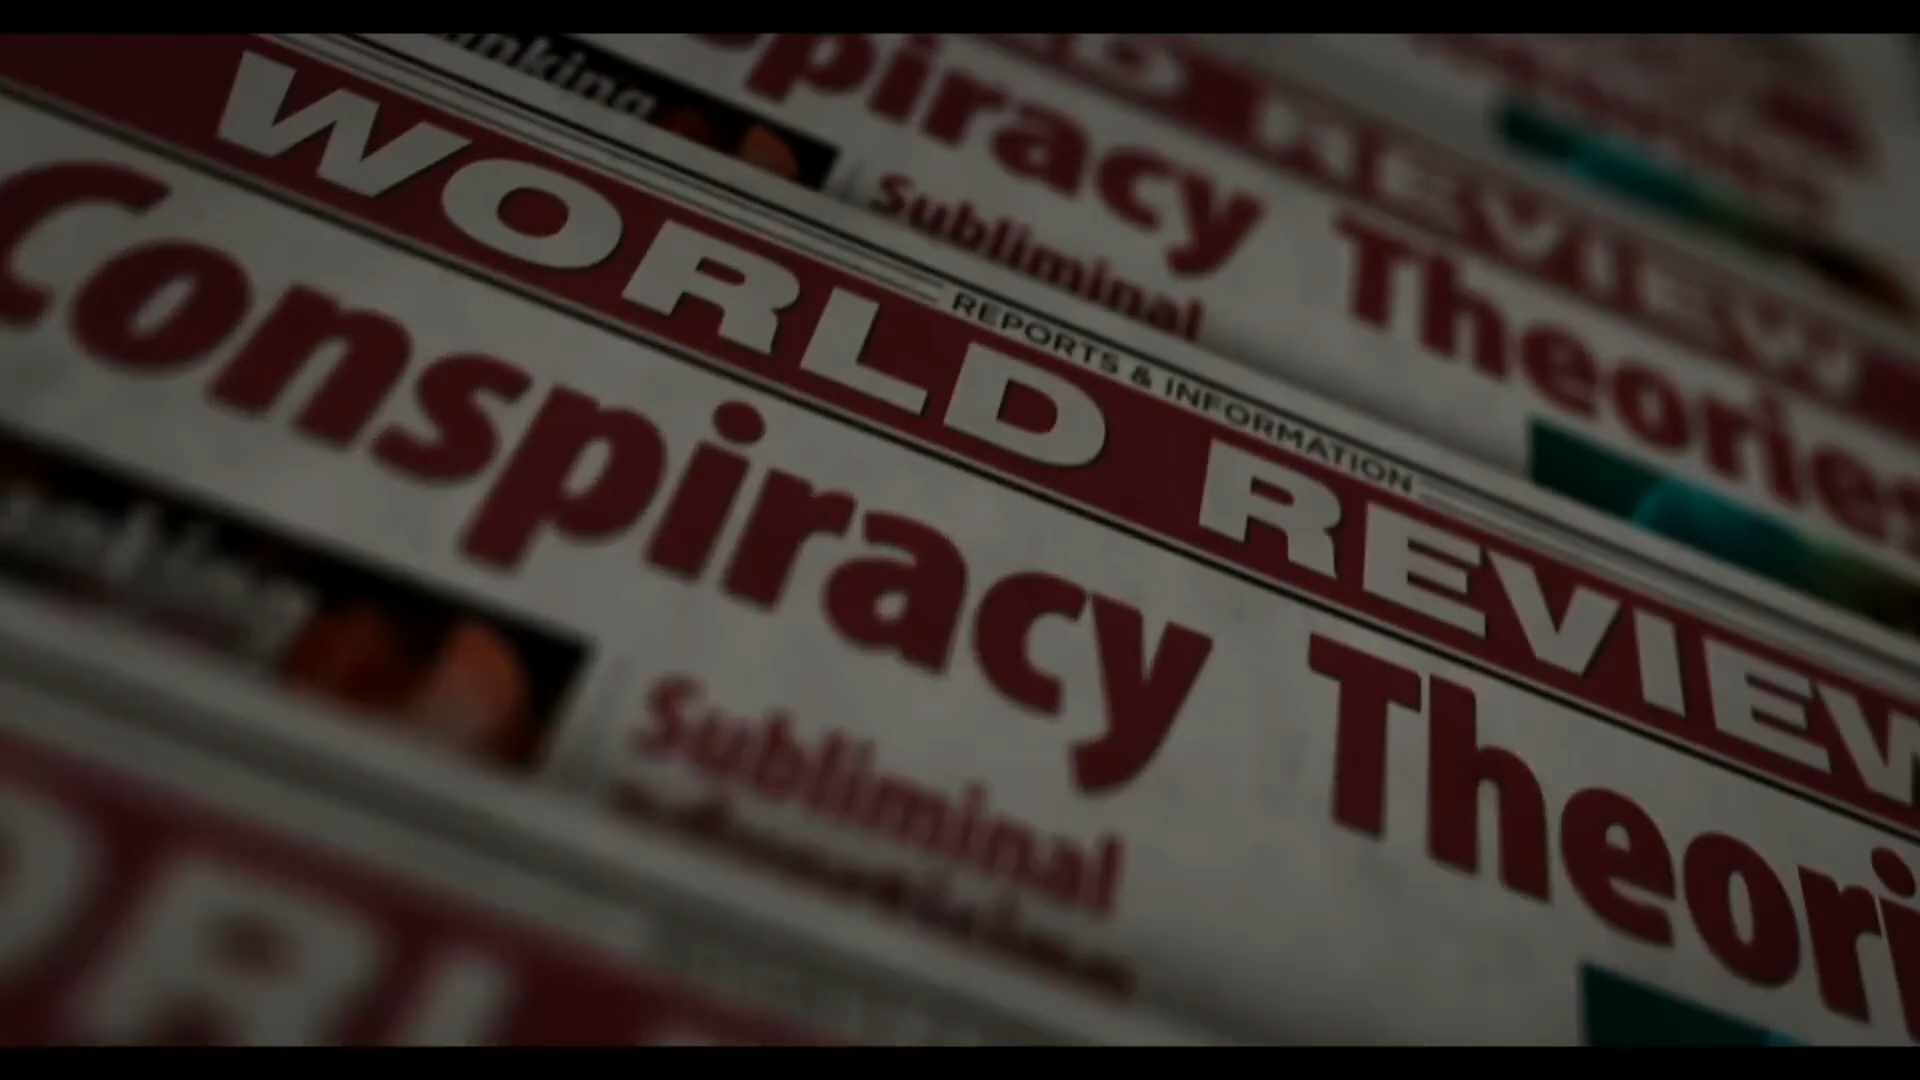 spiracy Theories
Subliminal
REPORTS & INFORMATION
WORLD REVIEW
Conspiracy Theori
Subliminal